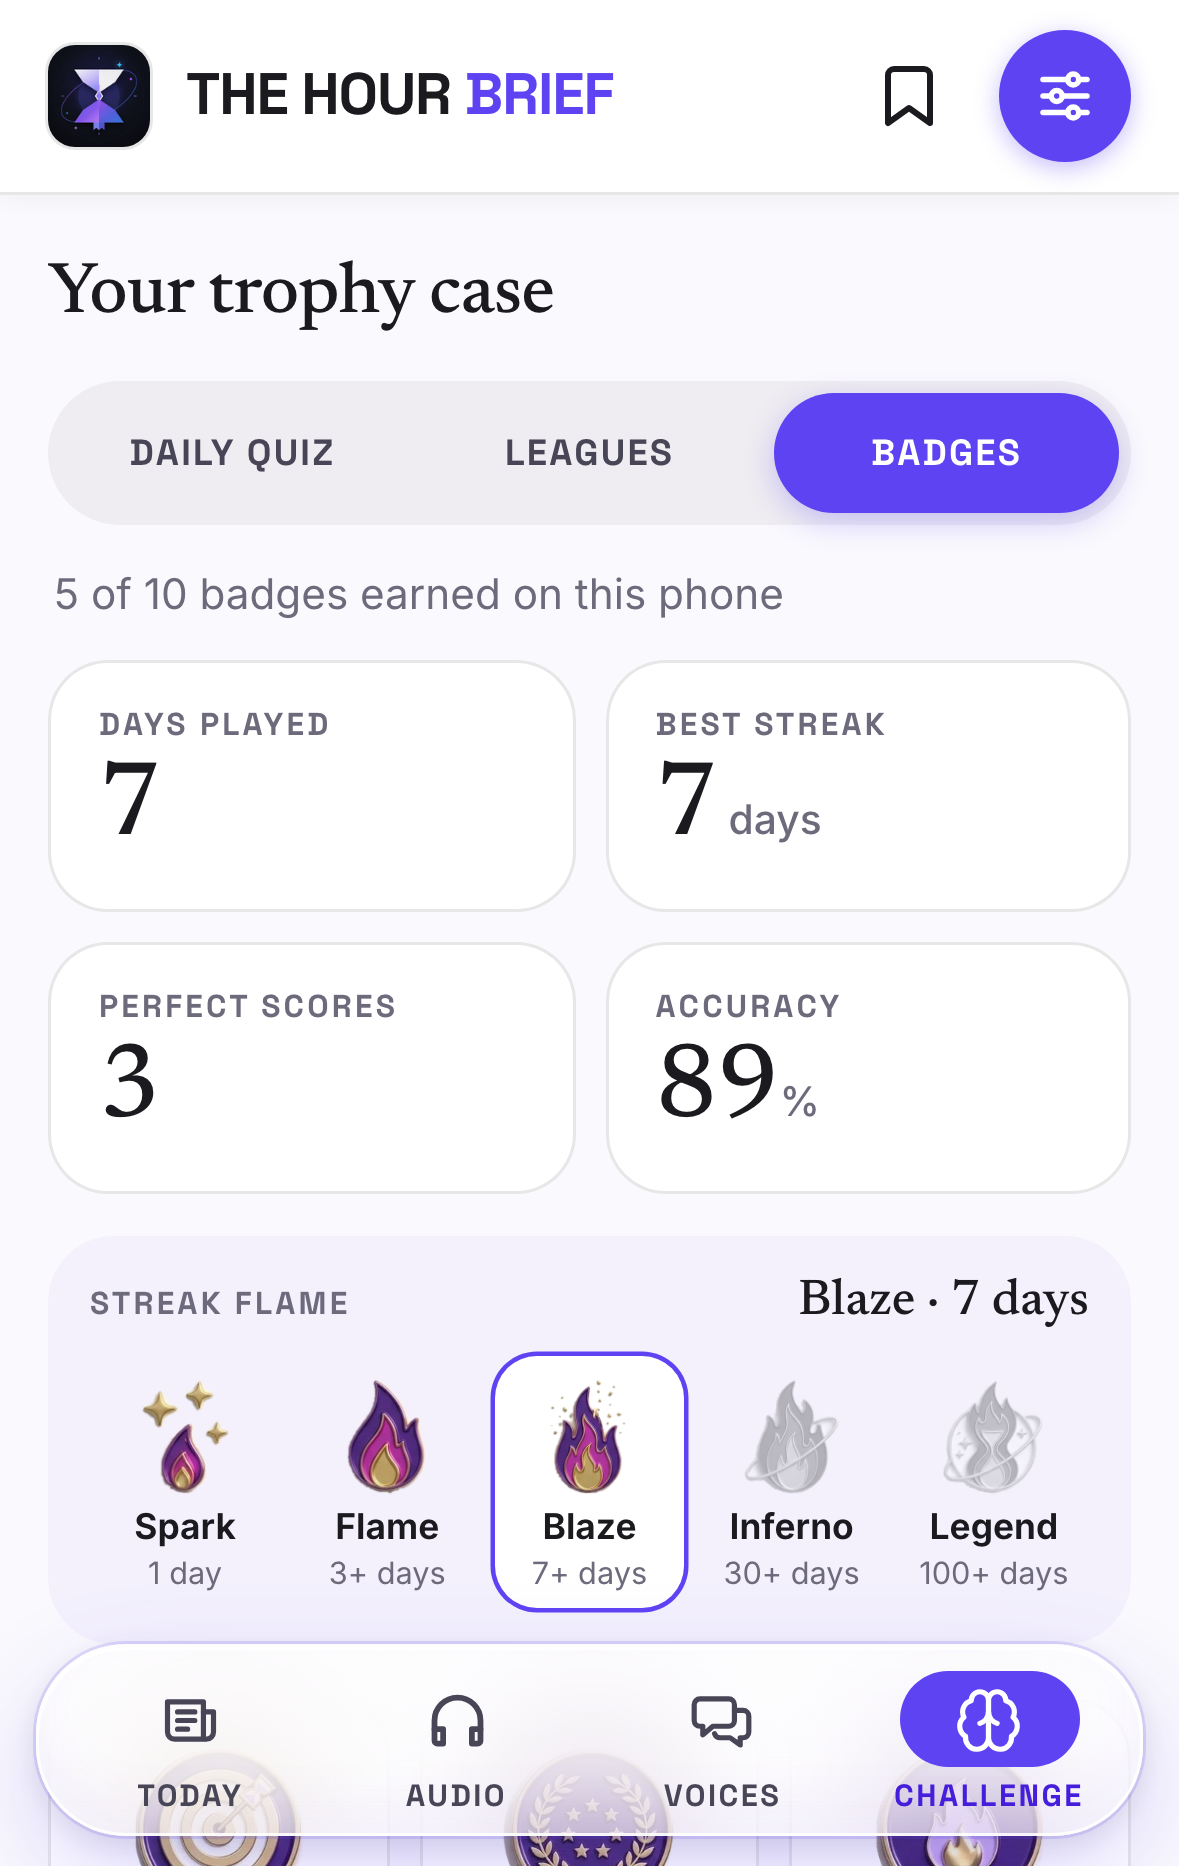 THE HOUR BRIEF
Your trophy case
DAILY QUIZ
LEAGUES
BADGES
5 of 10 badges earned on this phone
DAYS PLAYED
7
BEST STREAK
7 days
PERFECT SCORES
3
ACCURACY
89%
STREAK FLAME
Blaze · 7 days
Spark
1 day
Flame
3+ days
Blaze
7+ days
Inferno
30+ days
Legend
100+ days
TODAY
AUDIO
VOICES
CHALLENGE